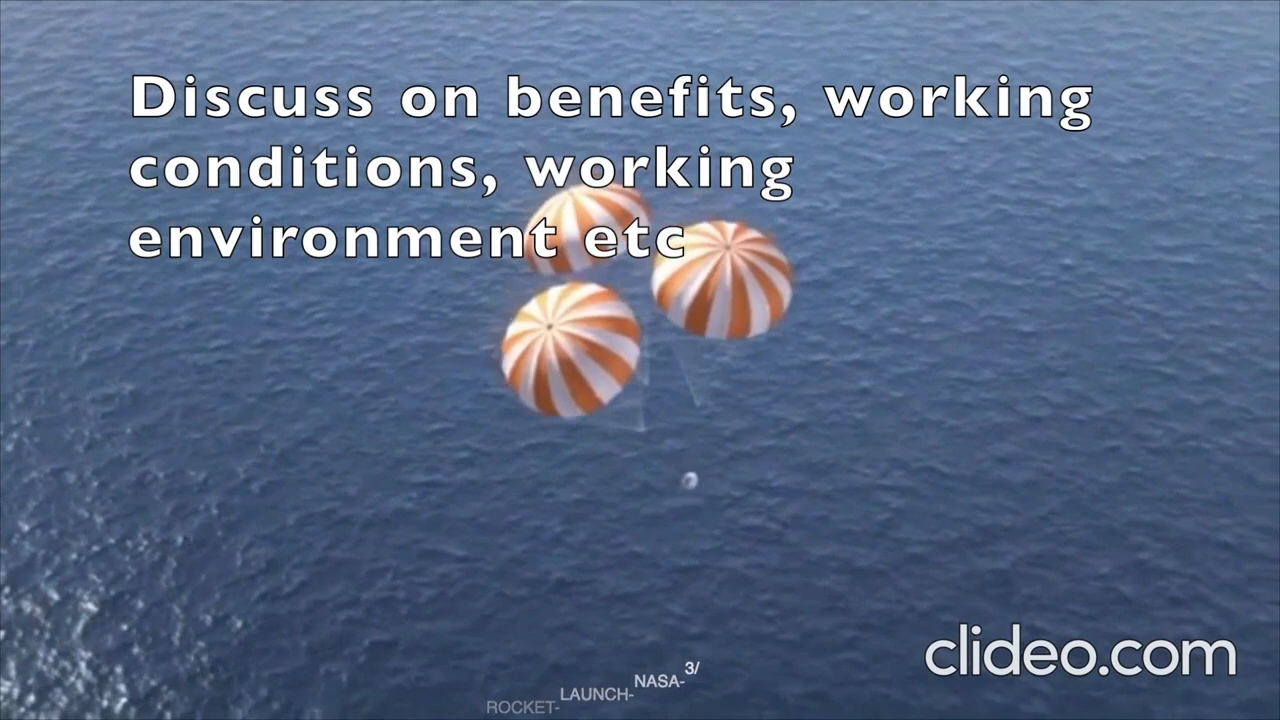 Discuss on benefits, working
conditions, working
environment etc
clideo.com
3/
NASA-
LAUNCH-
ROCKET-